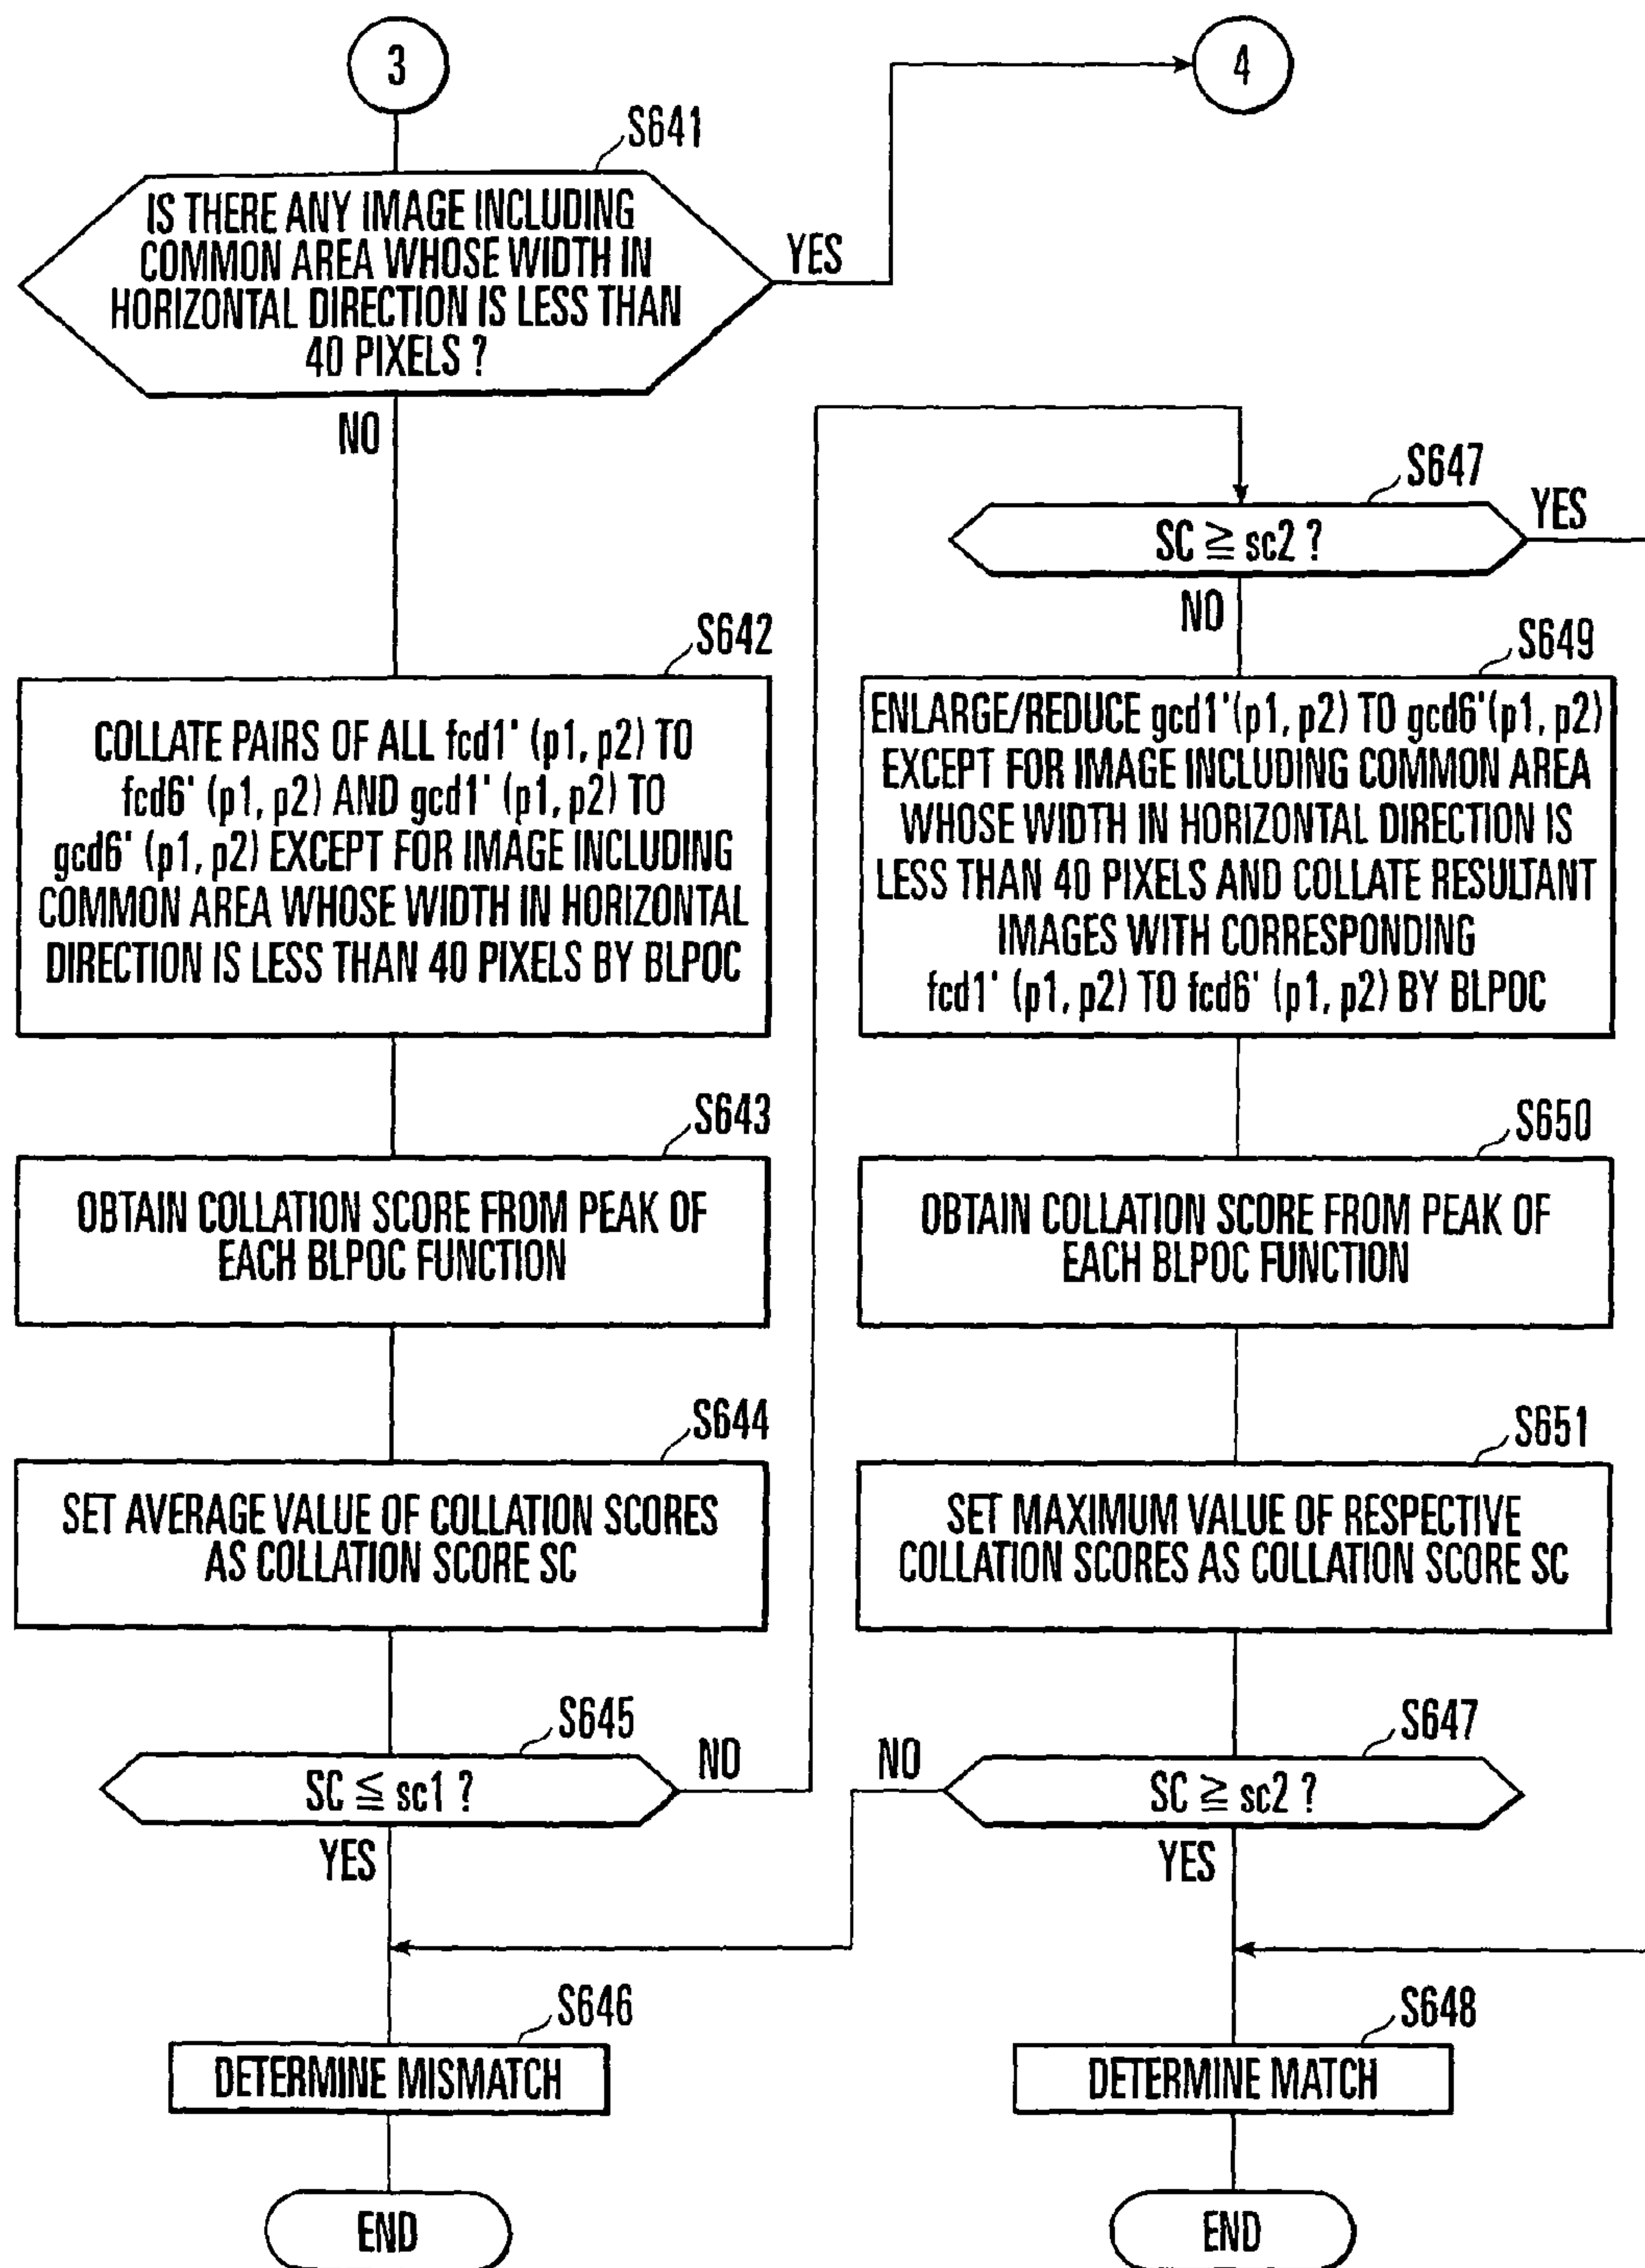 3
4
S641
IS THERE ANY IMAGE INCLUDING
COMMON AREA WHOSE WIDTH IN
HORIZONTAL DIRECTION IS LESS THAN
40 PIXELS ?
YES
NO
S642
COLLATE PAIRS OF ALL fcd1' (p1, p2) TO
fcd6' (p1, p2) AND gcd1' (p1, p2) TO
gcd6' (p1, p2) EXCEPT FOR IMAGE INCLUDING
COMMON AREA WHOSE WIDTH IN HORIZONTAL
DIRECTION IS LESS THAN 40 PIXELS BY BLPOC
S643
OBTAIN COLLATION SCORE FROM PEAK OF
EACH BLPOC FUNCTION
S644
SET AVERAGE VALUE OF COLLATION SCORES
AS COLLATION SCORE SC
S645
SC ≦ sc1 ?
NO
YES
S646
DETERMINE MISMATCH
END
S647
SC ≧ sc2 ?
YES
NO
S649
ENLARGE/REDUCE gcd1'(p1, p2) TO gcd6'(p1, p2)
EXCEPT FOR IMAGE INCLUDING COMMON AREA
WHOSE WIDTH IN HORIZONTAL DIRECTION IS
LESS THAN 40 PIXELS AND COLLATE RESULTANT
IMAGES WITH CORRESPONDING
fcd1' (p1, p2) TO fcd6' (p1, p2) BY BLPOC
S650
OBTAIN COLLATION SCORE FROM PEAK OF
EACH BLPOC FUNCTION
S651
SET MAXIMUM VALUE OF RESPECTIVE
COLLATION SCORES AS COLLATION SCORE SC
S647
NO
SC ≧ sc2 ?
YES
S648
DETERMINE MATCH
END